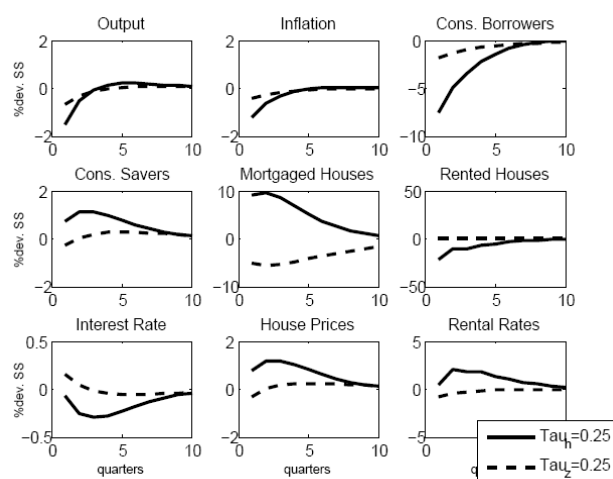 Output
Inflation
Cons. Borrowers
%dev. SS
2
0
−2
0 5 10
2
0
−2
0 5 10
0
−5
−10
0 5 10
Cons. Savers
Mortgaged Houses
Rented Houses
%dev. SS
2
0
2
0 5 10
10
0
−10
0 5 10
50
0
−50
0 5 10
Interest Rate
House Prices
Rental Rates
%dev. SS
0.5
0
−0.5
0 5 10
quarters
2
0
2
0 5 10
quarters
5
0
0
q
Tau_h=0.25
Tau_z=0.25